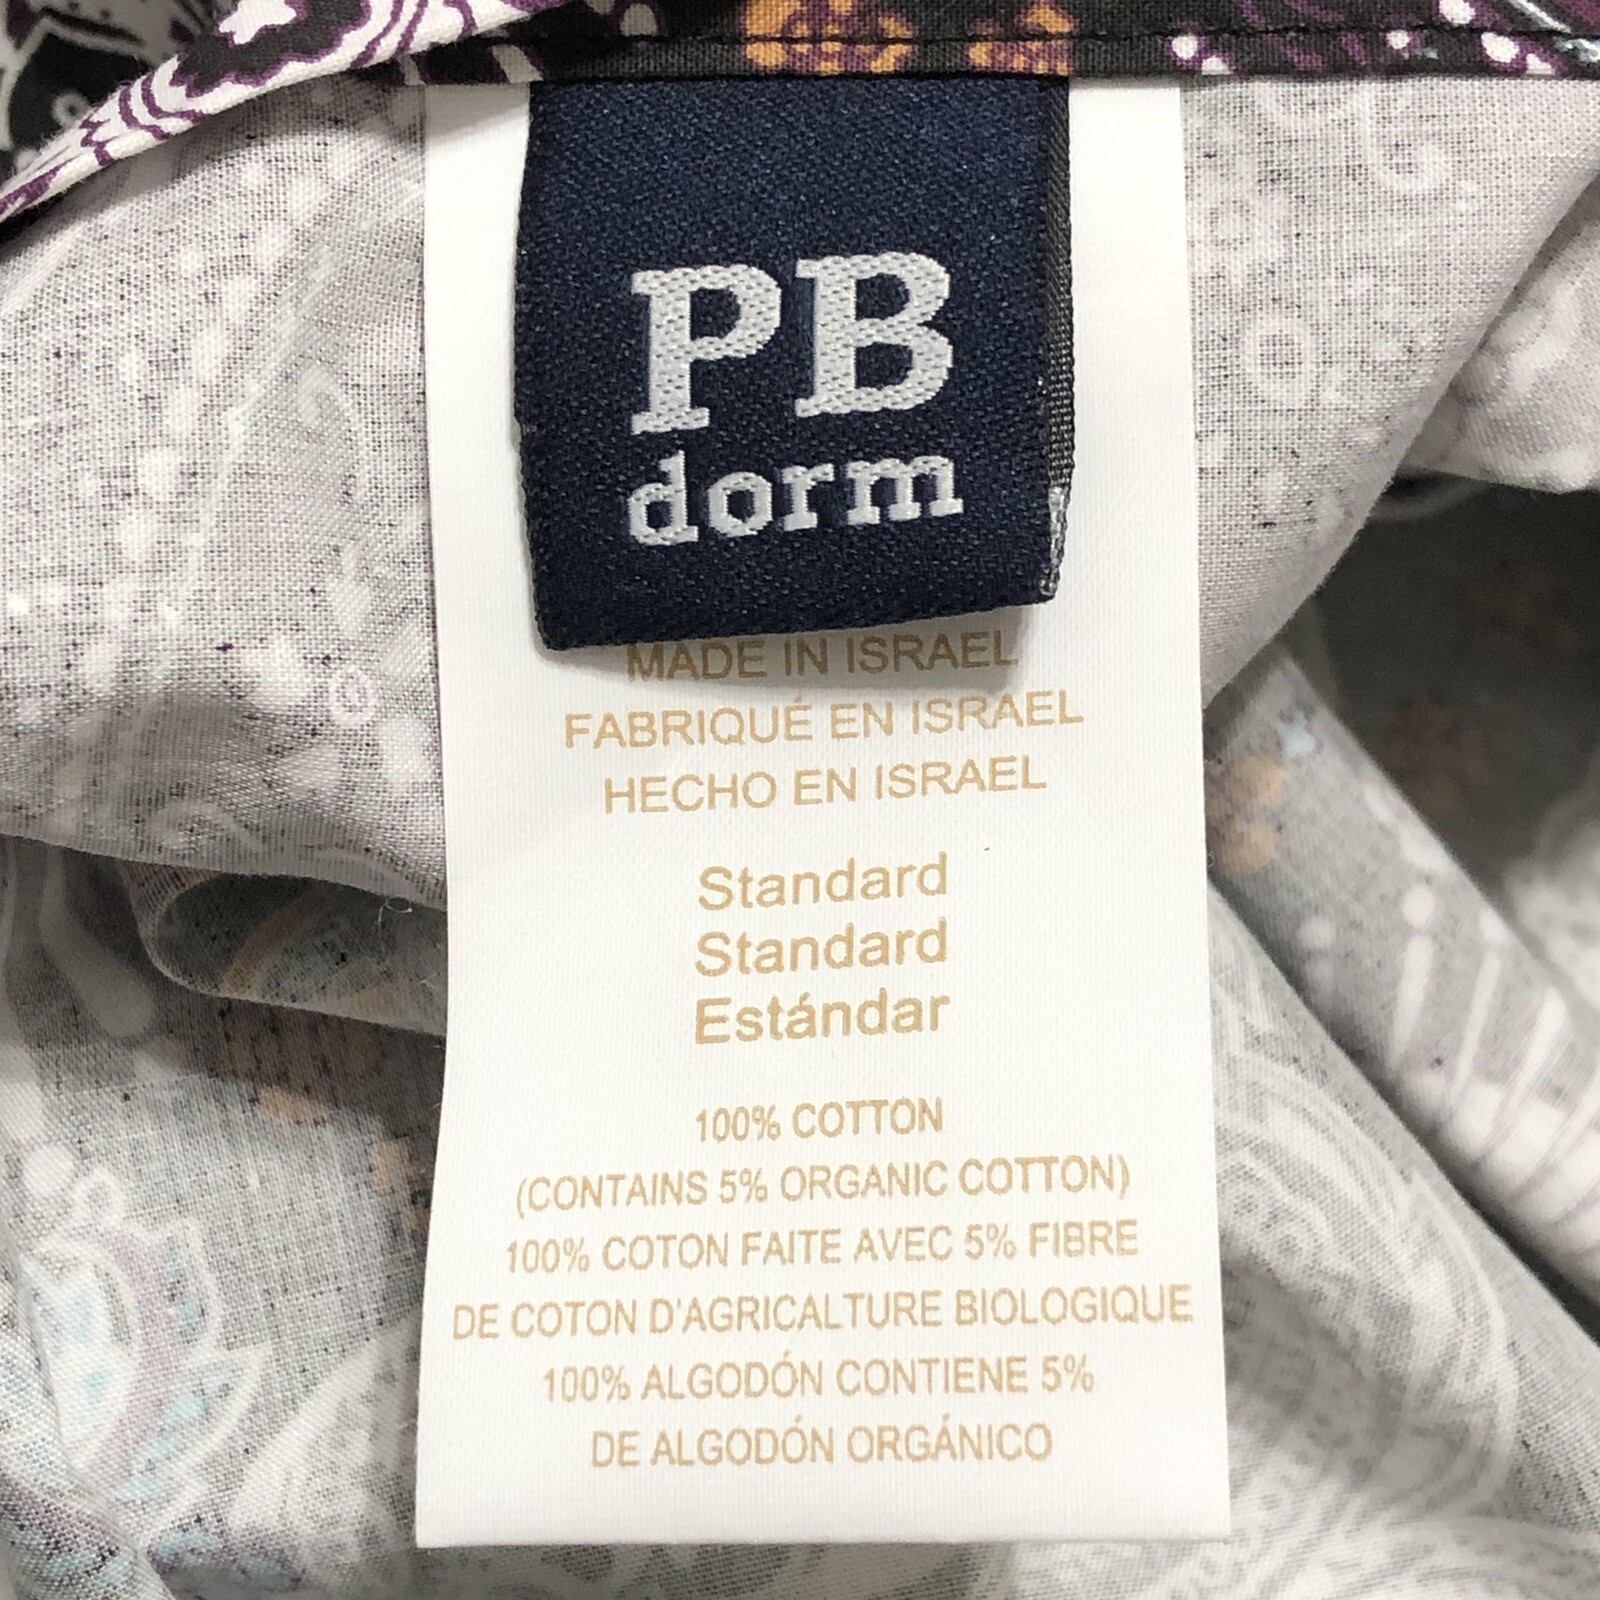 PB
dorm
MADE IN ISRAEL
FABRIQUÉ EN ISRAEL
HECHO EN ISRAEL
Standard
Standard
Estándar
100% COTTON
(CONTAINS 5% ORGANIC COTTON)
100% COTON FAITE AVEC 5% FIBRE
DE COTON D'AGRICALTURE BIOLOGIQUE
100% ALGODÓN CONTIENE 5%
DE ALGODÓN ORGÁNICO